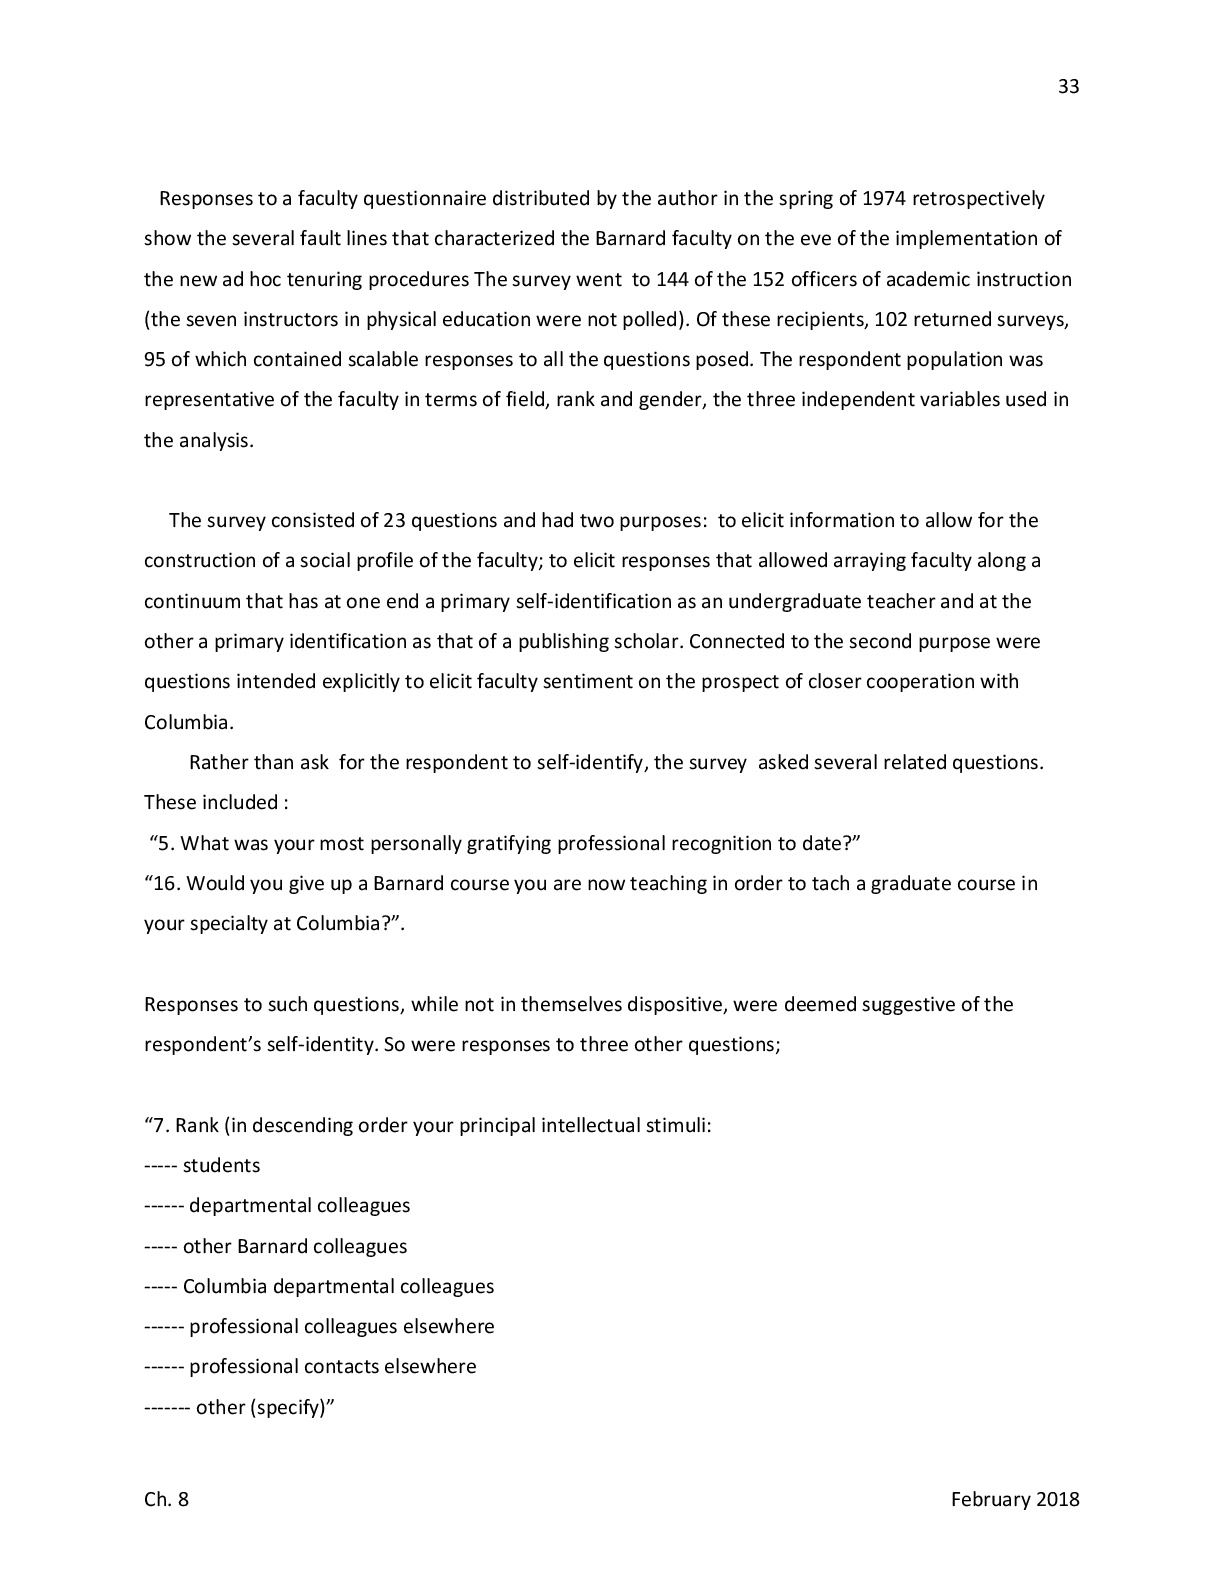 33
Responses to a faculty questionnaire distributed by the author in the spring of 1974 retrospectively
show the several fault lines that characterized the Barnard faculty on the eve of the implementation of
the new ad hoc tenuring procedures The survey went  to 144 of the 152 officers of academic instruction
(the seven instructors in physical education were not polled). Of these recipients, 102 returned surveys,
95 of which contained scalable responses to all the questions posed. The respondent population was
representative of the faculty in terms of field, rank and gender, the three independent variables used in
the analysis.
The survey consisted of 23 questions and had two purposes:  to elicit information to allow for the
construction of a social profile of the faculty; to elicit responses that allowed arraying faculty along a
continuum that has at one end a primary self-identification as an undergraduate teacher and at the
other a primary identification as that of a publishing scholar. Connected to the second purpose were
questions intended explicitly to elicit faculty sentiment on the prospect of closer cooperation with
Columbia.
Rather than ask  for the respondent to self-identify, the survey  asked several related questions.
These included :
“5. What was your most personally gratifying professional recognition to date?”
“16. Would you give up a Barnard course you are now teaching in order to tach a graduate course in
your specialty at Columbia?”.
Responses to such questions, while not in themselves dispositive, were deemed suggestive of the
respondent’s self-identity. So were responses to three other questions;
“7. Rank (in descending order your principal intellectual stimuli:
----- students
------ departmental colleagues
----- other Barnard colleagues
----- Columbia departmental colleagues
------ professional colleagues elsewhere
------ professional contacts elsewhere
------- other (specify)”
Ch. 8
February 2018